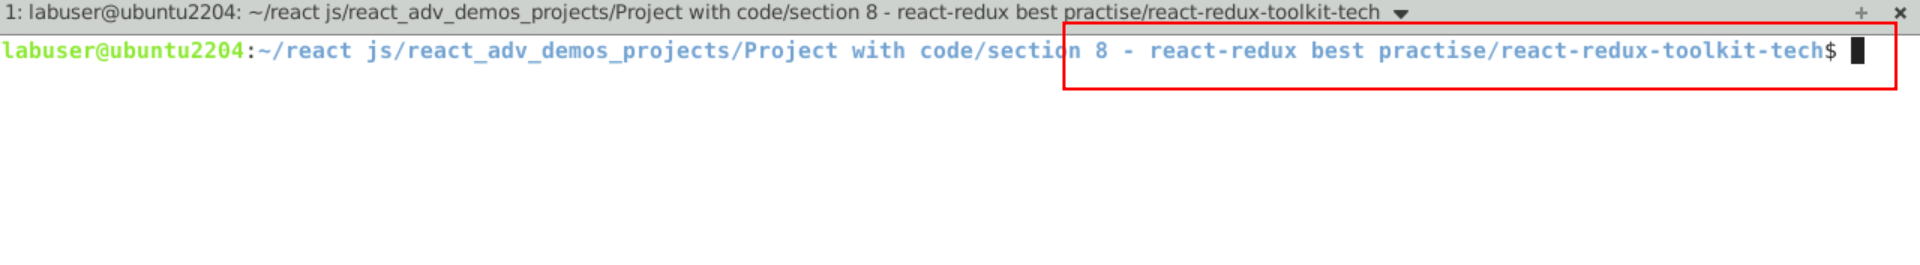 1: labuser@ubuntu2204: ~/react js/react_adv_demos_projects/Project with code/section 8 - react-redux best practise/react-redux-toolkit-tech
labuser@ubuntu2204:~/react js/react_adv_demos_projects/Project with code/section 8 - react-redux best practise/react-redux-toolkit-tech$